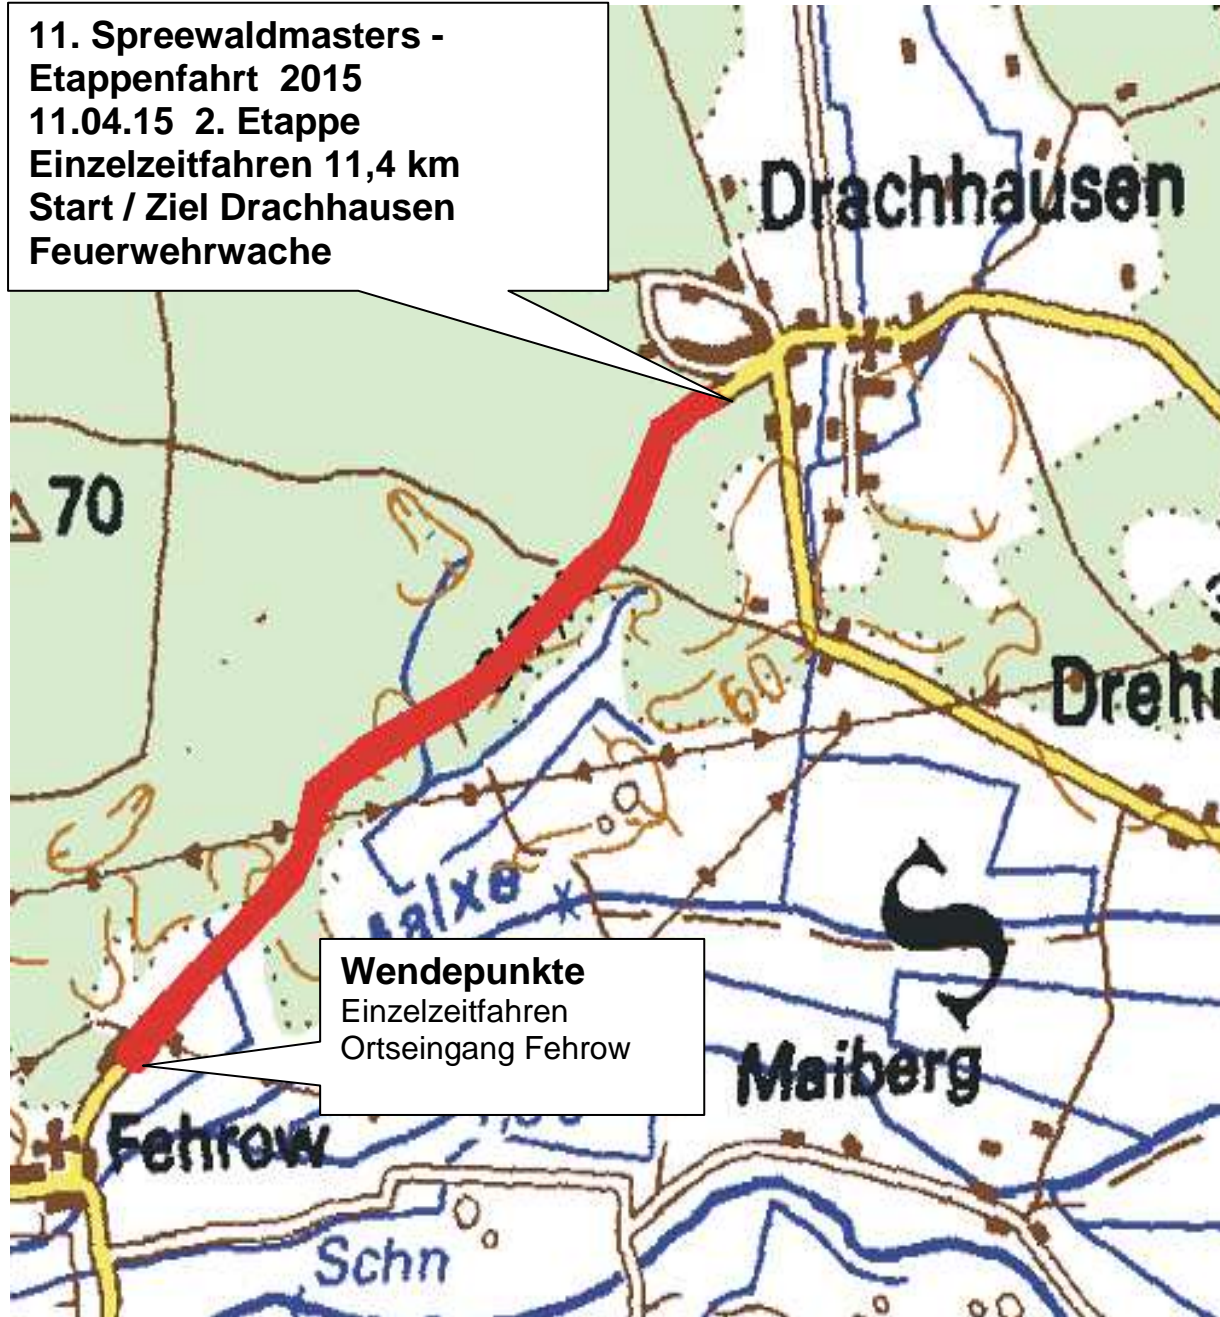 11. Spreewaldmasters -
Etappenfahrt 2015
11.04.15 2. Etappe
Einzelzeitfahren 11,4 km
Start / Ziel Drachhausen
Feuerwehrwache
Drachhausen
70
60
Drehn
Malxe
Wendepunkte
Einzelzeitfahren
Ortseingang Fehrow
Maiberg
Fehrow
Schn